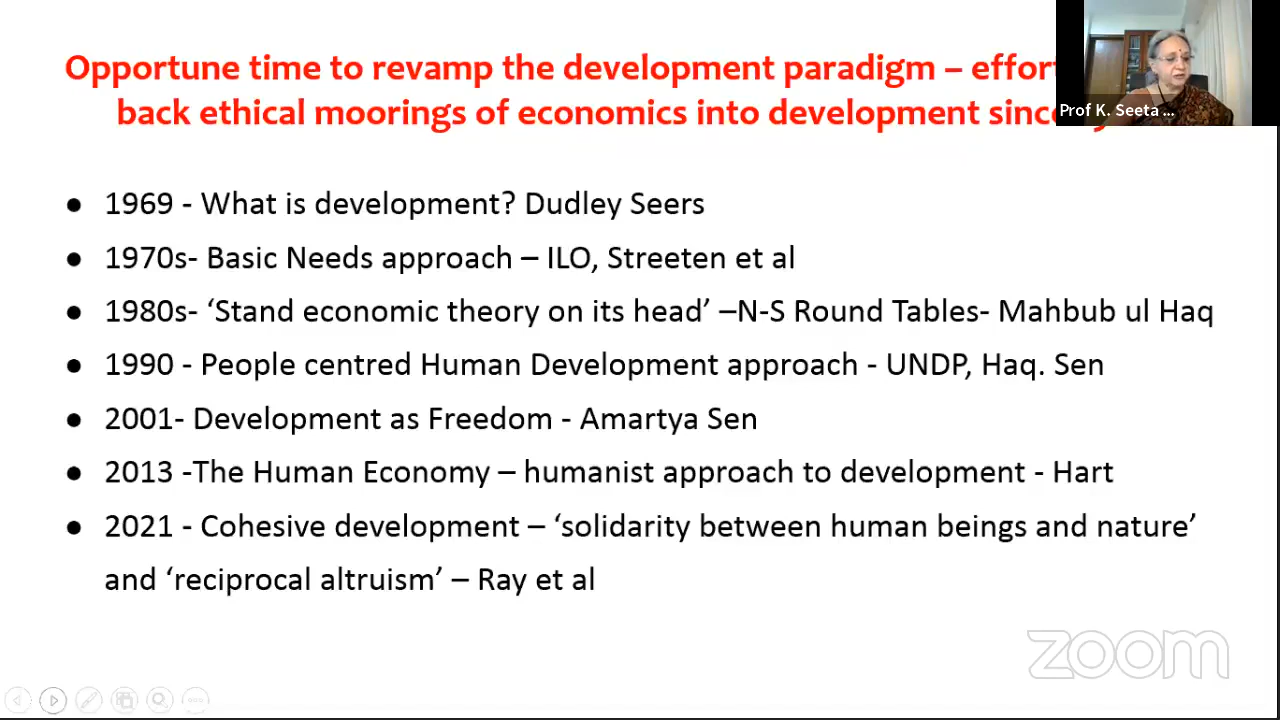 Opportune time to revamp the development paradigm – effor
back ethical moorings of economics into development since
Prof K. Seeta ...
● 1969 - What is development? Dudley Seers
● 1970s- Basic Needs approach – ILO, Streeten et al
● 1980s- ‘Stand economic theory on its head’ –N-S Round Tables- Mahbub ul Haq
● 1990 - People centred Human Development approach - UNDP, Haq. Sen
● 2001- Development as Freedom - Amartya Sen
● 2013 -The Human Economy – humanist approach to development - Hart
● 2021 - Cohesive development – ‘solidarity between human beings and nature’
and ‘reciprocal altruism’ – Ray et al
zoom